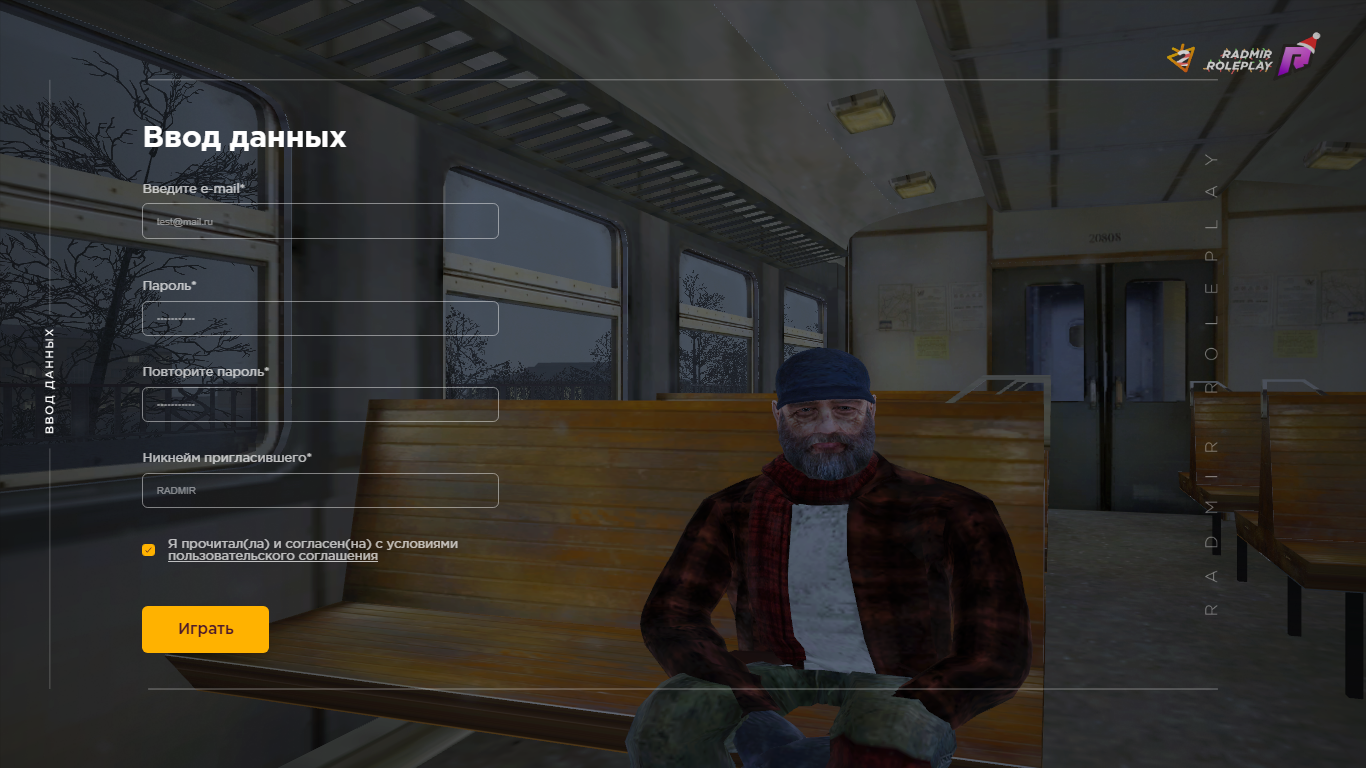 RADMIR
ROLEPLAY
Ввод данных
Введите e-mail*
test@mail.ru
Пароль*
-----------
Повторите пароль*
-----------
Никнейм пригласившего*
RADMIR
Я прочитал(ла) и согласен(на) с условиями
пользовательского соглашения
Играть
ВВОД ДАННЫХ
20808
RADMIR ROLEPLAY